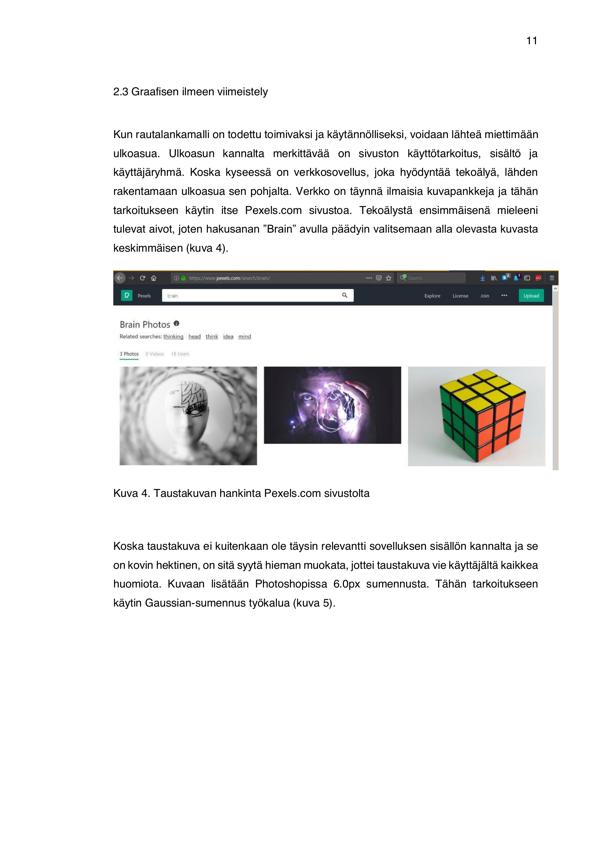 11
2.3 Graafisen ilmeen viimeistely
Kun rautalankamalli on todettu toimivaksi ja käytännölliseksi, voidaan lähteä miettimään
ulkoasua. Ulkoasun kannalta merkittävää on sivuston käyttötarkoitus, sisältö ja
käyttäjäryhmä. Koska kyseessä on verkkosovellus, joka hyödyntää tekoälyä, lähden
rakentamaan ulkoasua sen pohjalta. Verkko on täynnä ilmaisia kuvapankkeja ja tähän
tarkoitukseen käytin itse Pexels.com sivustoa. Tekoälystä ensimmäisenä mieleeni
tulevat aivot, joten hakusanan ”Brain” avulla päädyin valitsemaan alla olevasta kuvasta
keskimmäisen (kuva 4).
https://www.pexels.com/search/brain/
Search
Pexels
brain
Explore License Join ••• Upload
Brain Photos
Related searches: thinking head think idea mind
3 Photos 0 Videos 18 Users
Kuva 4. Taustakuvan hankinta Pexels.com sivustolta
Koska taustakuva ei kuitenkaan ole täysin relevantti sovelluksen sisällön kannalta ja se
on kovin hektinen, on sitä syytä hieman muokata, jottei taustakuva vie käyttäjältä kaikkea
huomiota. Kuvaan lisätään Photoshopissa 6.0px sumennusta. Tähän tarkoitukseen
käytin Gaussian-sumennus työkalua (kuva 5).